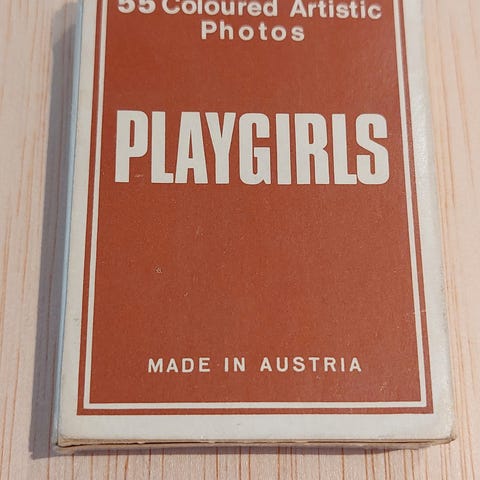 55 Coloured Artistic
Photos
PLAYGIRLS
MADE IN AUSTRIA